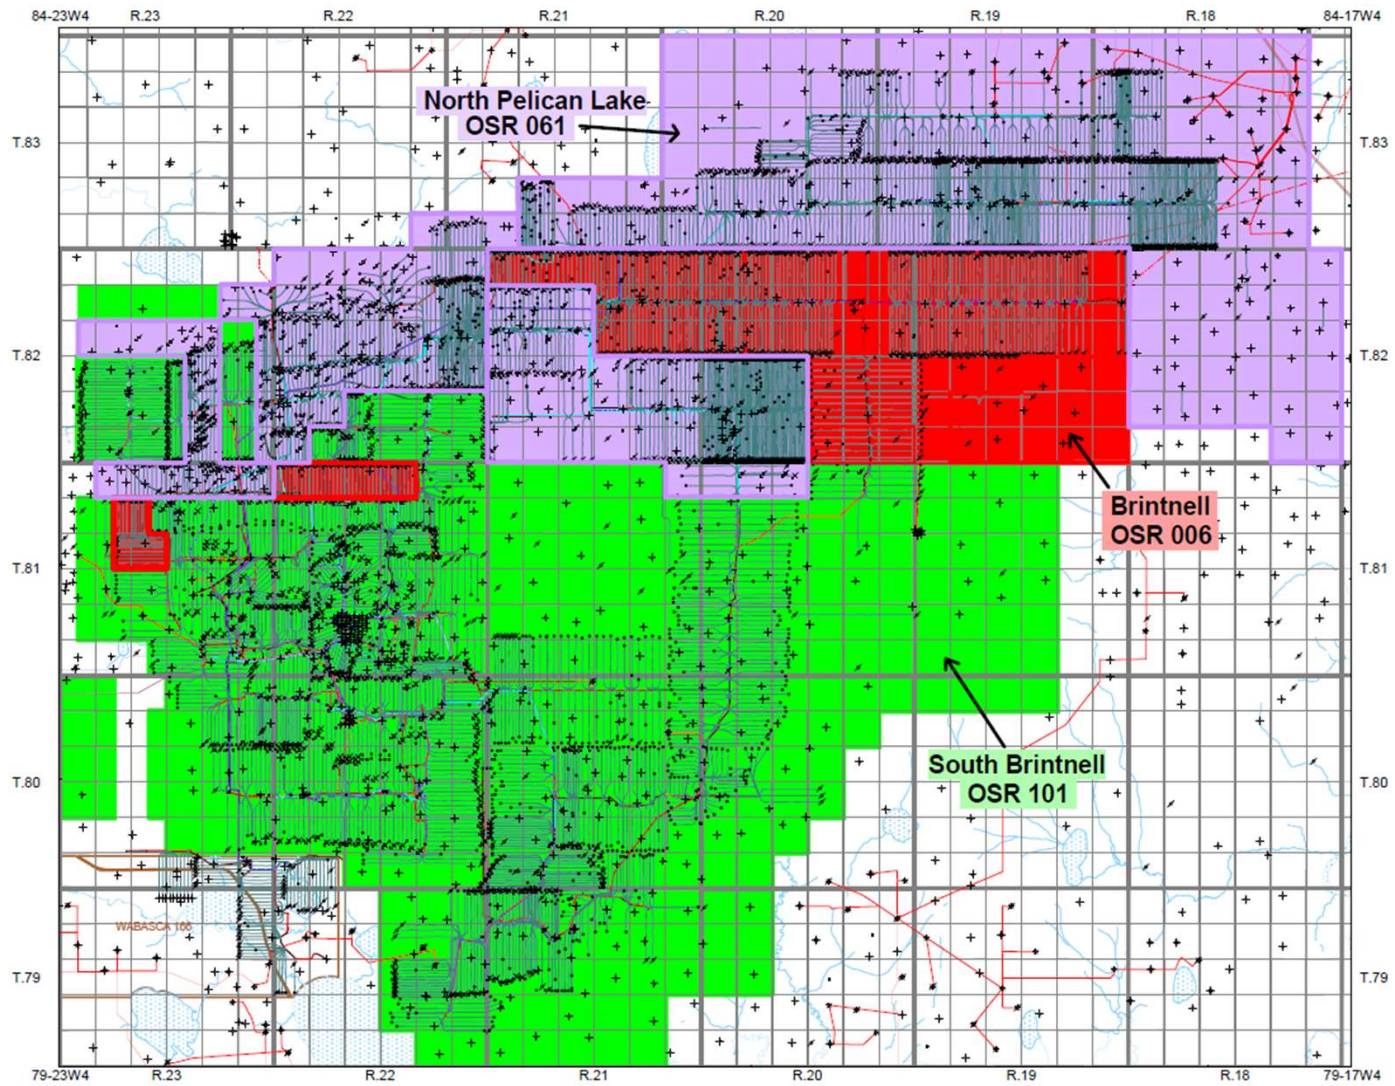 84-23W4 R.23 R.22 R.21 R.20 R.19 R.18 84-17W4
North Pelican Lake
OSR 061
T.83 T.83
T.82 T.82
Brintnell
OSR 006
T.81 T.81
South Brintnell
OSR 101
T.80 T.80
WABASCA 166
T.79 T.79
79-23W4 R.23 R.22 R.21 R.20 R.19 R.18 79-17W4